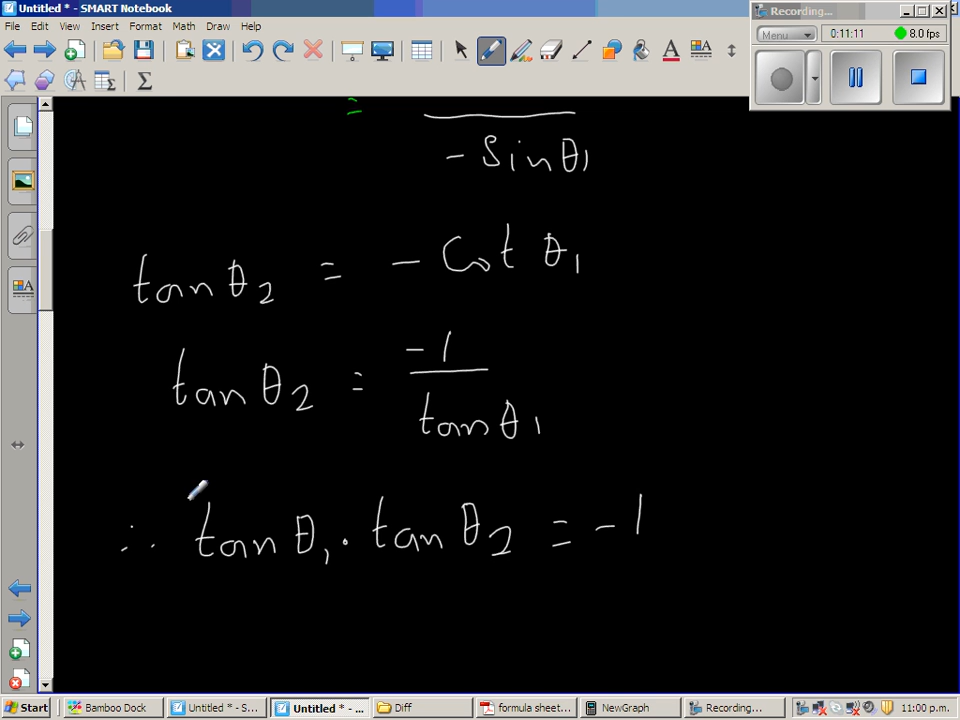 Untitled * - SMART Notebook
Recording...
File Edit View Insert Format Math Draw Help
Menu 0:11:11 8.0 fps
=
- Sinθ1
tanθ2 = - Cot θ1
tanθ2 = -1
tanθ1
∴ tanθ1 . tanθ2 = -1
Start Bamboo Dock Untitled * - S... Untitled * - ... Diff formula sheet... NewGraph Recording... 11:00 p.m.